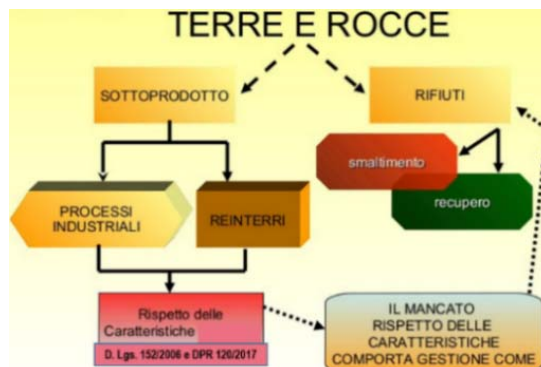 TERRE E ROCCE
SOTTOPRODOTTO
RIFIUTI
smaltimento
recupero
PROCESSI
INDUSTRIALI
REINTERRI
Rispetto delle
Caratteristiche
D. Lgs. 152/2006 e DPR 120/2017
IL MANCATO
RISPETTO DELLE
CARATTERISTICHE
COMPORTA GESTIONE COME